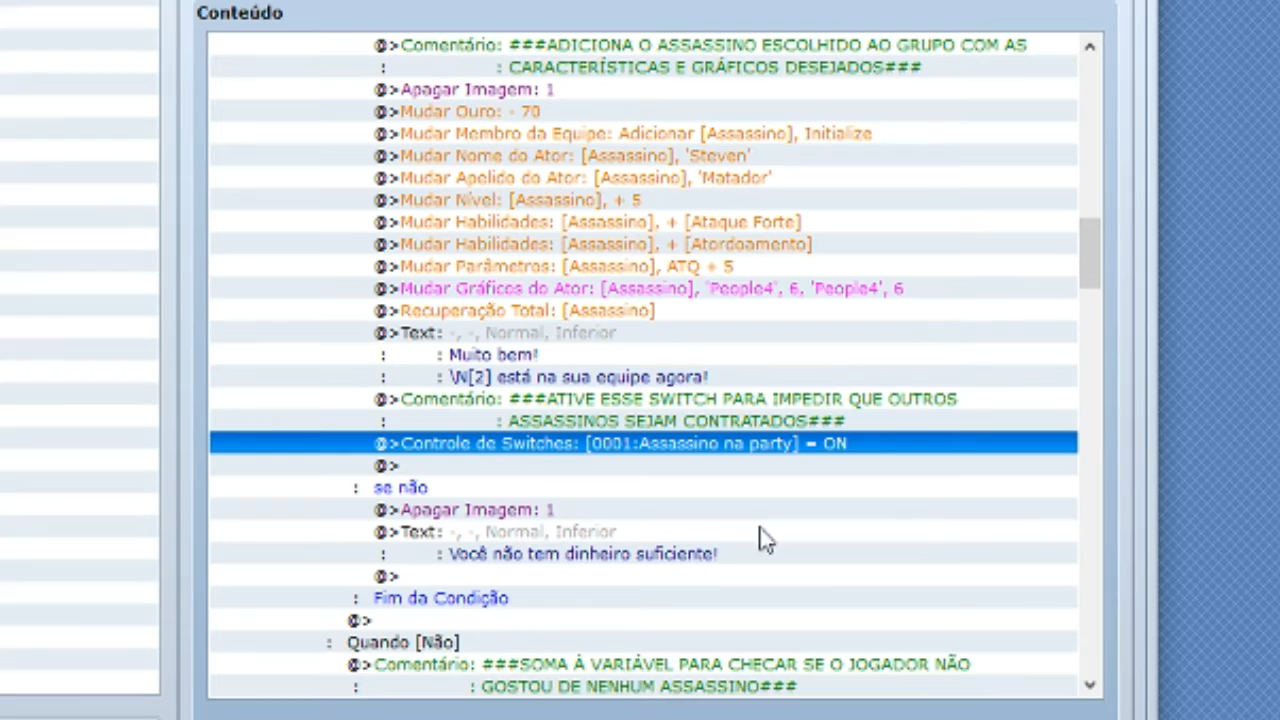 Conteúdo
@>Comentário: ###ADICIONA O ASSASSINO ESCOLHIDO AO GRUPO COM AS
: : CARACTERÍSTICAS E GRÁFICOS DESEJADOS###
@>Apagar Imagem: 1
@>Mudar Ouro: - 70
@>Mudar Membro da Equipe: Adicionar [Assassino], Initialize
@>Mudar Nome do Ator: [Assassino], 'Steven'
@>Mudar Apelido do Ator: [Assassino], 'Matador'
@>Mudar Nível: [Assassino], + 5
@>Mudar Habilidades: [Assassino], + [Ataque Forte]
@>Mudar Habilidades: [Assassino], + [Atordoamento]
@>Mudar Parâmetros: [Assassino], ATQ + 5
@>Mudar Gráficos do Ator: [Assassino], 'People4', 6, 'People4', 6
@>Recuperação Total: [Assassino]
@>Text: -, -, Normal, Inferior
: : Muito bem!
: : \N[2] está na sua equipe agora!
@>Comentário: ###ATIVE ESSE SWITCH PARA IMPEDIR QUE OUTROS
: : ASSASSINOS SEJAM CONTRATADOS###
@>Controle de Switches: [0001:Assassino na party] = ON
@>
: se não
@>Apagar Imagem: 1
@>Text: -, -, Normal, Inferior
: : Você não tem dinheiro suficiente!
@>
: Fim da Condição
@>
: Quando [Não]
@>Comentário: ###SOMA À VARIÁVEL PARA CHECAR SE O JOGADOR NÃO
: : GOSTOU DE NENHUM ASSASSINO###